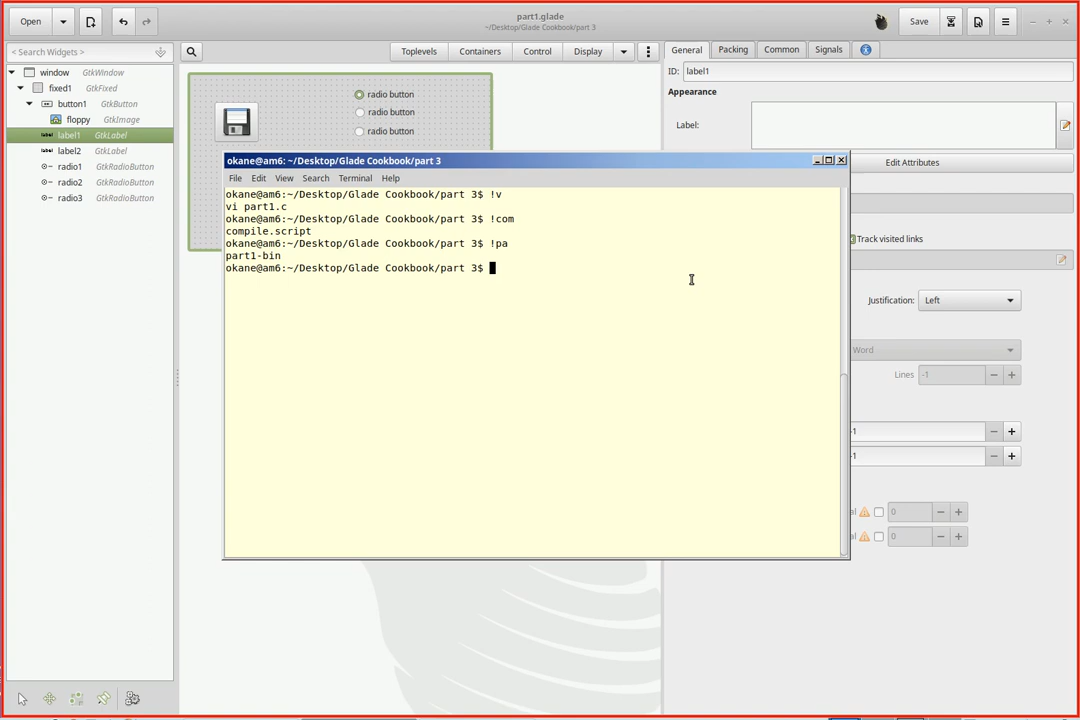 part1.glade
~/Desktop/Glade Cookbook/part 3
Open
Save
< Search Widgets >
Toplevels
Containers
Control
Display
General
Packing
Common
Signals
window GtkWindow
fixed1 GtkFixed
button1 GtkButton
floppy GtkImage
label1 GtkLabel
label2 GtkLabel
radio1 GtkRadioButton
radio2 GtkRadioButton
radio3 GtkRadioButton
radio button
radio button
radio button
ID: label1
Appearance
Label:
Edit Attributes
okane@am6: ~/Desktop/Glade Cookbook/part 3
File Edit View Search Terminal Help
okane@am6:~/Desktop/Glade Cookbook/part 3$ !v
vi part1.c
okane@am6:~/Desktop/Glade Cookbook/part 3$ !com
compile.script
okane@am6:~/Desktop/Glade Cookbook/part 3$ !pa
part1-bin
okane@am6:~/Desktop/Glade Cookbook/part 3$
Track visited links
Justification: Left
Word
Lines -1
-1
-1
al 0
al 0